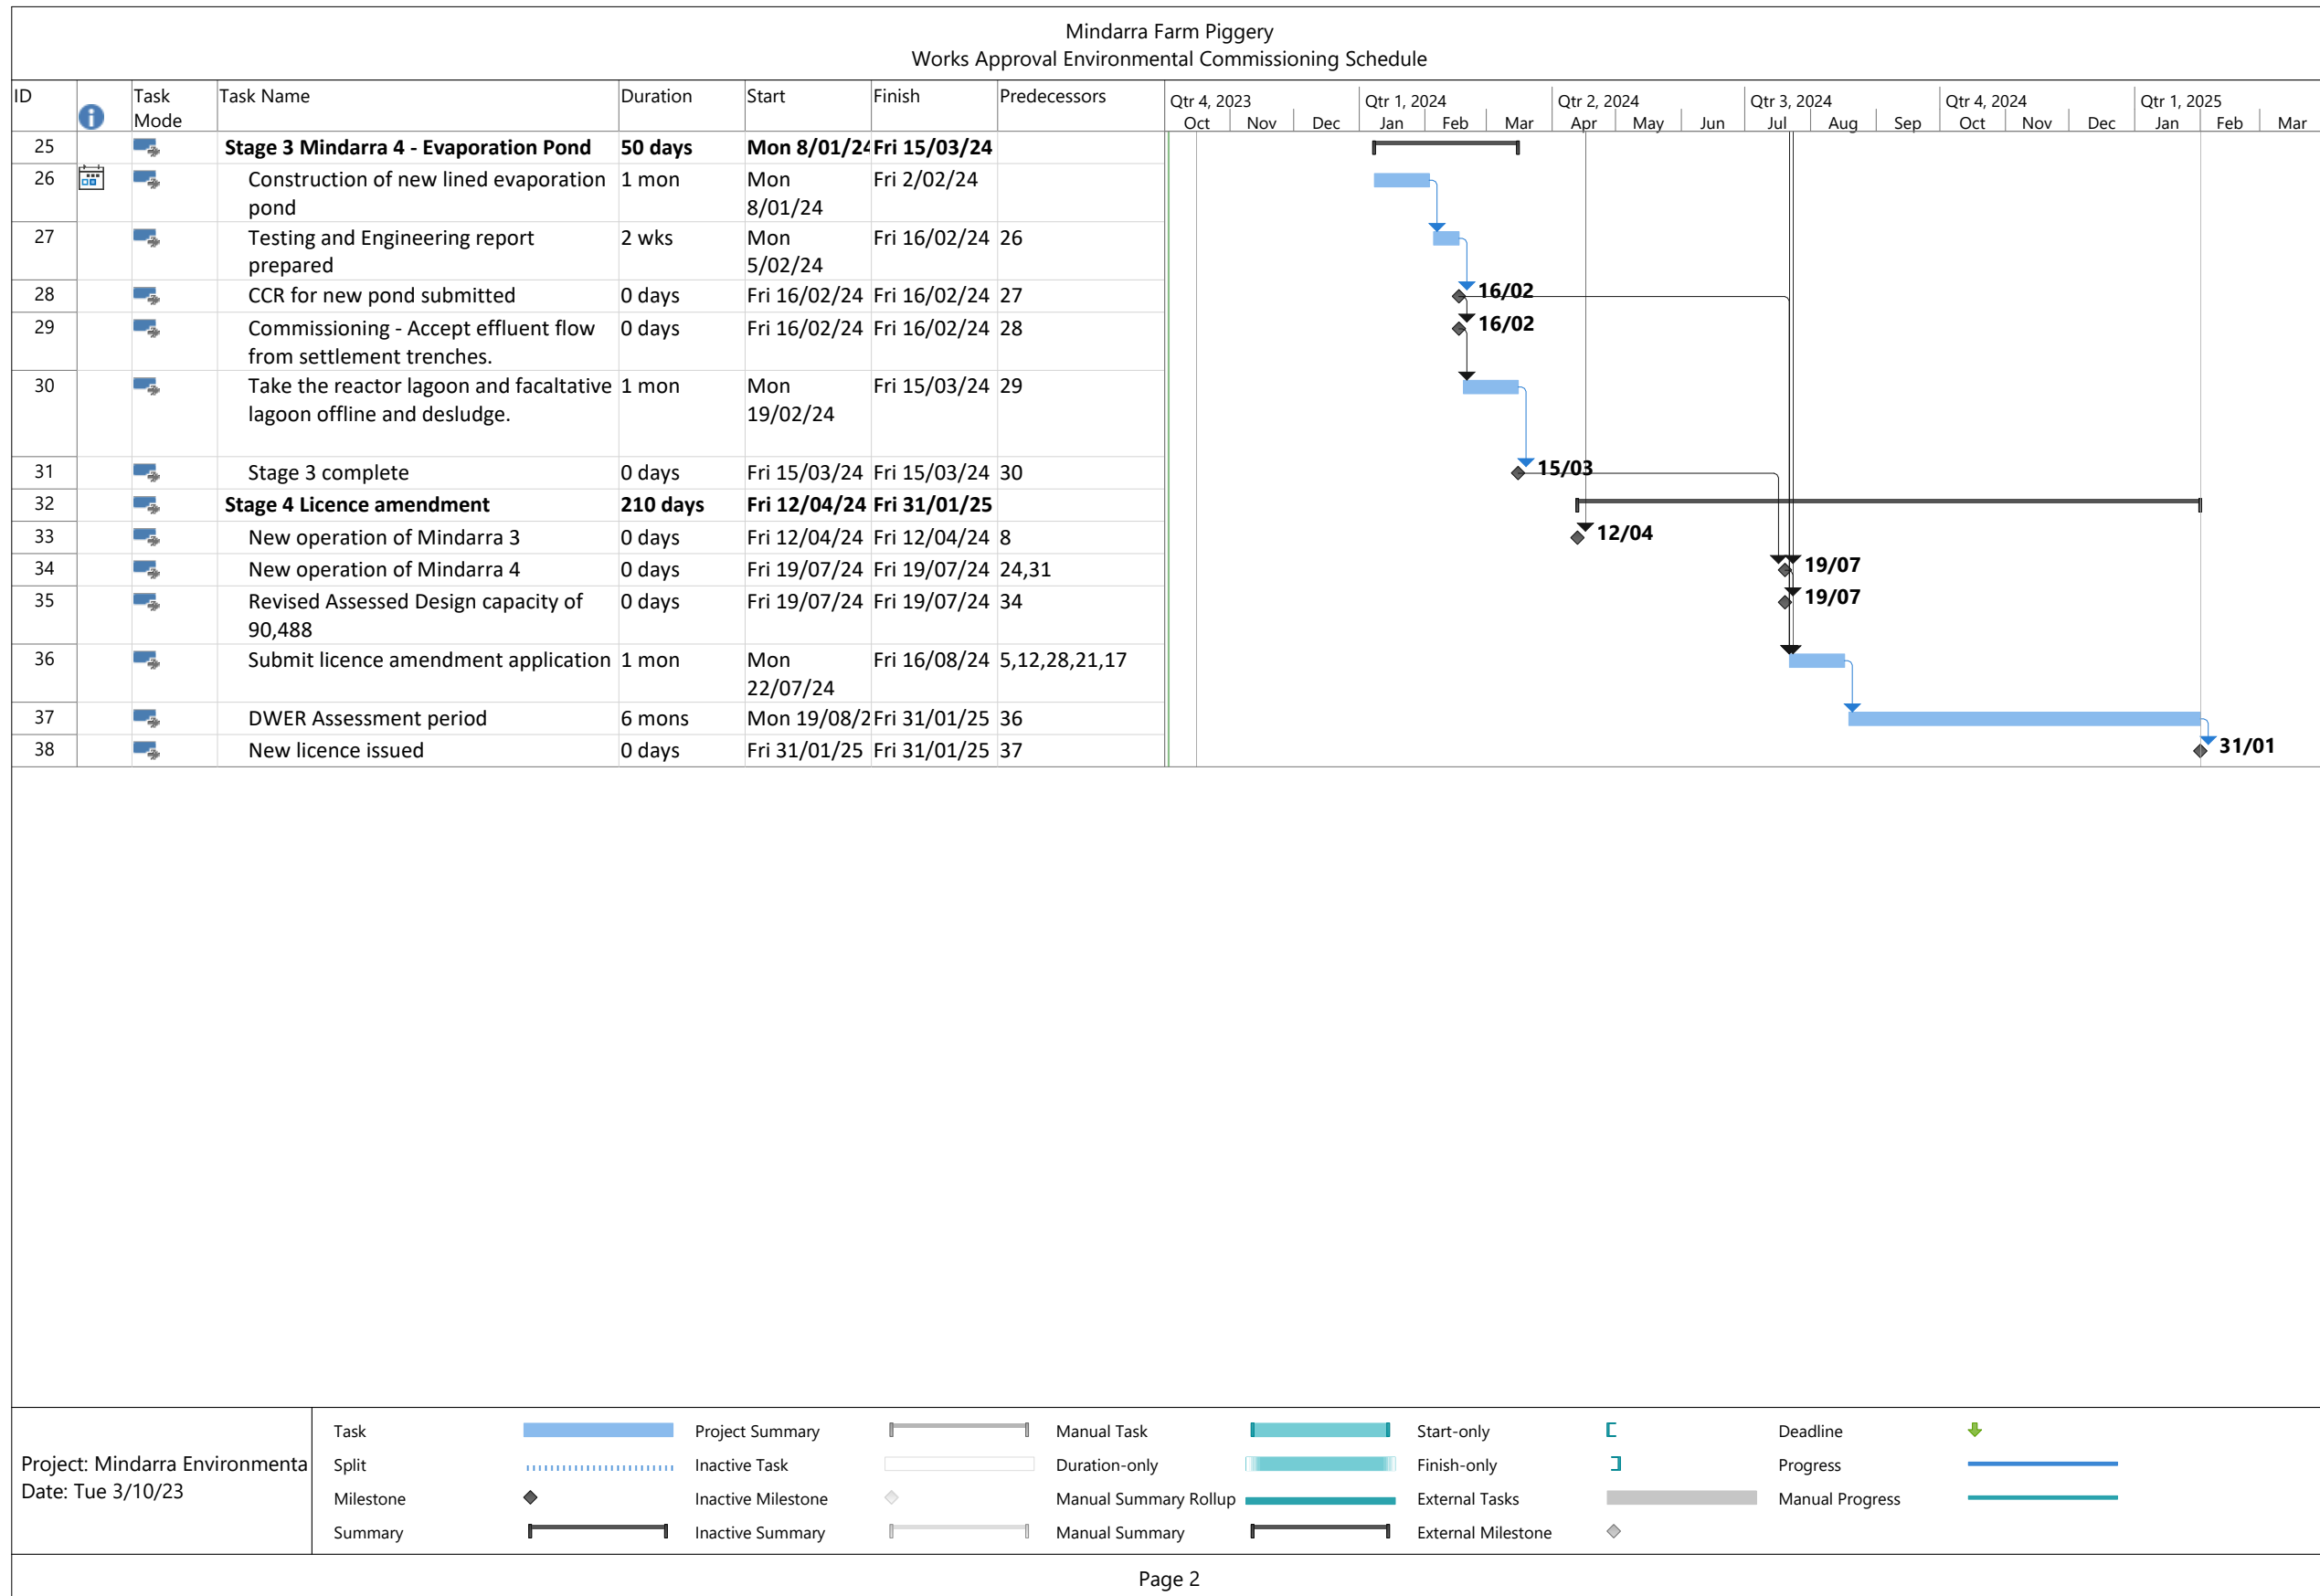 Mindarra Farm Piggery
Works Approval Environmental Commissioning Schedule
ID Task Mode Task Name Duration Start Finish Predecessors
Qtr 4, 2023 Qtr 1, 2024 Qtr 2, 2024 Qtr 3, 2024 Qtr 4, 2024 Qtr 1, 2025
Oct Nov Dec Jan Feb Mar Apr May Jun Jul Aug Sep Oct Nov Dec Jan Feb Mar
25 Stage 3 Mindarra 4 - Evaporation Pond 50 days Mon 8/01/24 Fri 15/03/24
26 Construction of new lined evaporation 1 mon Mon Fri 2/02/24
pond 8/01/24
27 Testing and Engineering report 2 wks Mon Fri 16/02/24 26
prepared 5/02/24
28 CCR for new pond submitted 0 days Fri 16/02/24 Fri 16/02/24 27 16/02
29 Commissioning - Accept effluent flow 0 days Fri 16/02/24 Fri 16/02/24 28 16/02
from settlement trenches.
30 Take the reactor lagoon and facaltative 1 mon Mon Fri 15/03/24 29
lagoon offline and desludge. 19/02/24
31 Stage 3 complete 0 days Fri 15/03/24 Fri 15/03/24 30 15/03
32 Stage 4 Licence amendment 210 days Fri 12/04/24 Fri 31/01/25
33 New operation of Mindarra 3 0 days Fri 12/04/24 Fri 12/04/24 8 12/04
34 New operation of Mindarra 4 0 days Fri 19/07/24 Fri 19/07/24 24,31 19/07
35 Revised Assessed Design capacity of 0 days Fri 19/07/24 Fri 19/07/24 34 19/07
90,488
36 Submit licence amendment application 1 mon Mon Fri 16/08/24 5,12,28,21,17
22/07/24
37 DWER Assessment period 6 mons Mon 19/08/2 Fri 31/01/25 36
38 New licence issued 0 days Fri 31/01/25 Fri 31/01/25 37 31/01
Project: Mindarra Environmenta
Date: Tue 3/10/23
Task Project Summary Manual Task Start-only Deadline
Split Inactive Task Duration-only Finish-only Progress
Milestone Inactive Milestone Manual Summary Rollup External Tasks Manual Progress
Summary Inactive Summary Manual Summary External Milestone
Page 2